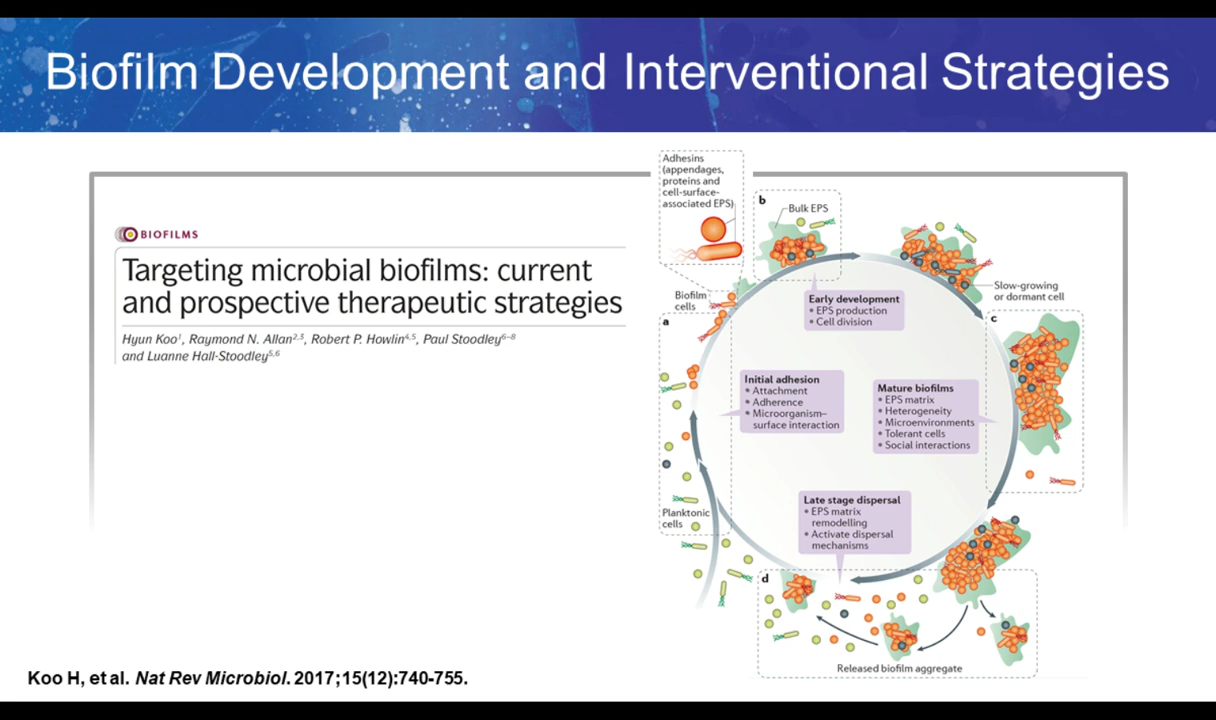 Biofilm Development and Interventional Strategies
BIOFILMS
Targeting microbial biofilms: current
and prospective therapeutic strategies
Hyun Koo¹, Raymond N. Allan²,³, Robert P. Howlin⁴,⁵, Paul Stoodley⁶⁻⁸
and Luanne Hall-Stoodley⁵,⁶
Adhesins
(appendages,
proteins and
cell-surface-
associated EPS)
b
Bulk EPS
Slow-growing
or dormant cell
Biofilm
cells
a
Early development
• EPS production
• Cell division
c
Initial adhesion
• Attachment
• Adherence
• Microorganism–
surface interaction
Mature biofilms
• EPS matrix
• Heterogeneity
• Microenvironments
• Tolerant cells
• Social interactions
Planktonic
cells
Late stage dispersal
• EPS matrix
remodelling
• Activate dispersal
mechanisms
d
Released biofilm aggregate
Koo H, et al. Nat Rev Microbiol. 2017;15(12):740-755.